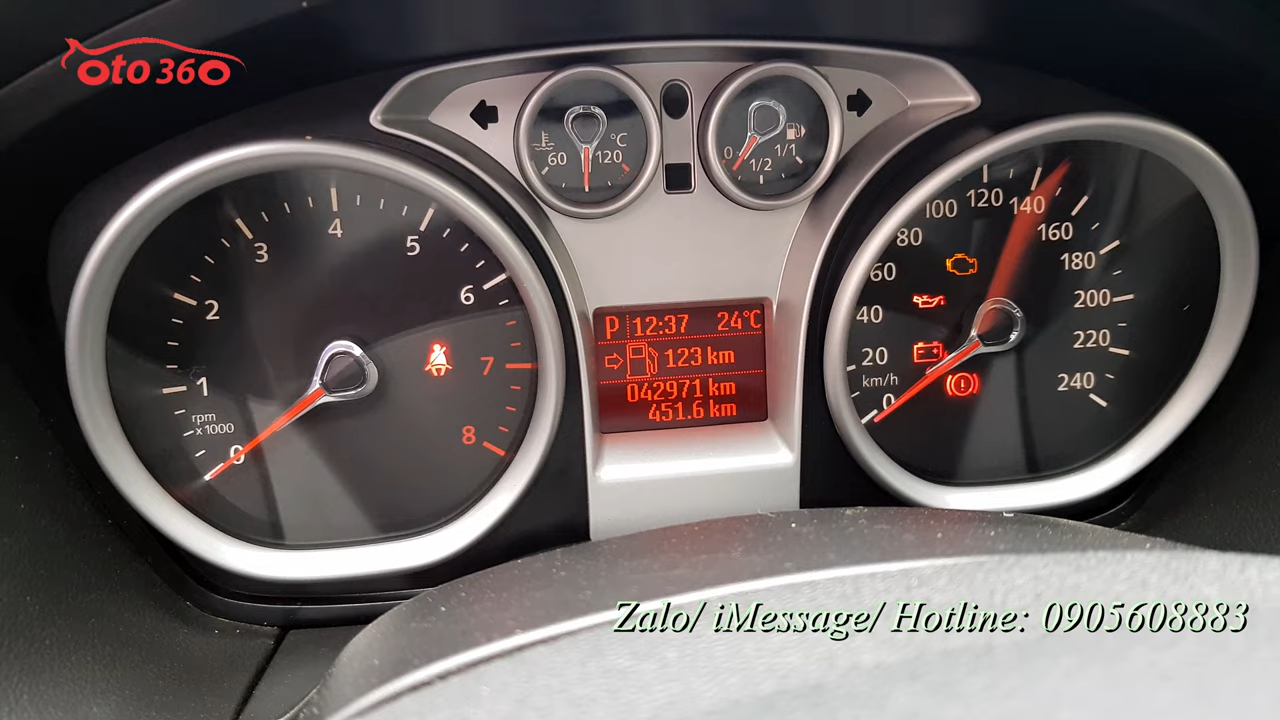 OTO 360
60 120 °C
0 1/2 1/1
1 2 3 4 5 6 7 8
rpm
x1000
0
P 12:37 24°C
123 km
042971 km
451.6 km
0 20 40 60 80 100 120 140 160 180 200 220 240
km/h
Zalo/ iMessage/ Hotline: 0905608883